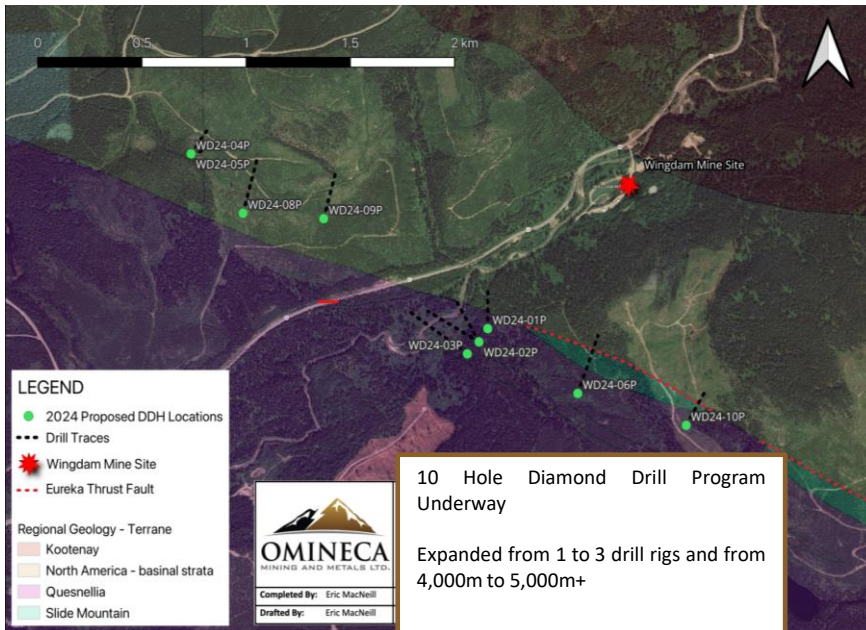 0 0.5 1 1.5 2 km
WD24-04P
WD24-05P
WD24-08P
WD24-09P
Wingdam Mine Site
WD24-01P
WD24-03P
WD24-02P
WD24-06P
WD24-10P
LEGEND
2024 Proposed DDH Locations
Drill Traces
Wingdam Mine Site
Eureka Thrust Fault
Regional Geology - Terrane
Kootenay
North America - basinal strata
Quesnellia
Slide Mountain
OMINECA
MINING AND METALS LTD.
Completed By: Eric MacNeill
Drafted By: Eric MacNeill
10 Hole Diamond Drill Program
Underway
Expanded from 1 to 3 drill rigs and from
4,000m to 5,000m+